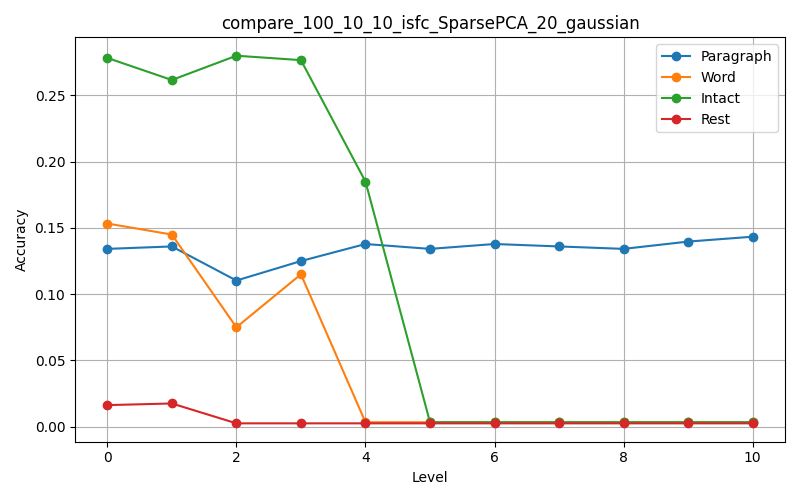 compare_100_10_10_isfc_SparsePCA_20_gaussian
Paragraph
Word
Intact
Rest
Accuracy
0.25
0.20
0.15
0.10
0.05
0.00
0 2 4 6 8 10
Level